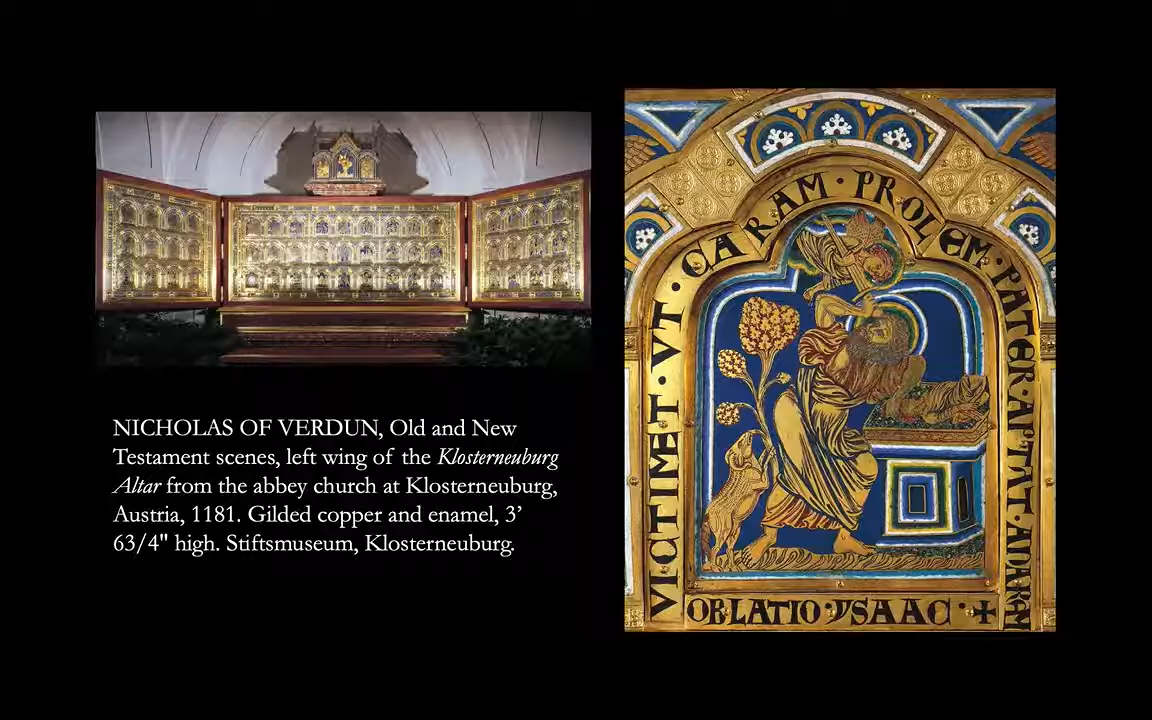 NICHOLAS OF VERDUN, Old and New
Testament scenes, left wing of the Klosterneuburg
Altar from the abbey church at Klosterneuburg,
Austria, 1181. Gilded copper and enamel, 3’
63/4" high. Stiftsmuseum, Klosterneuburg.
VICTIMET · VT · CARAM · PROLEM · PATER · APTAT ·
OBLATIO · YSAAC · +